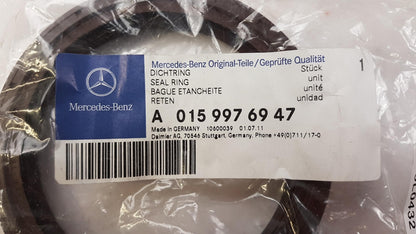 Mercedes-Benz Original-Teile/Geprüfte Qualität
DICHTRING Stück 1
SEAL RING unit
BAGUE ETANCHEITE unité
RETEN unidad
Mercedes-Benz
A 015 997 69 47
Made in GERMANY 10600039 01.07.11
Daimler AG, 70546 Stuttgart, Germany, Phone +49(0)711/17-0